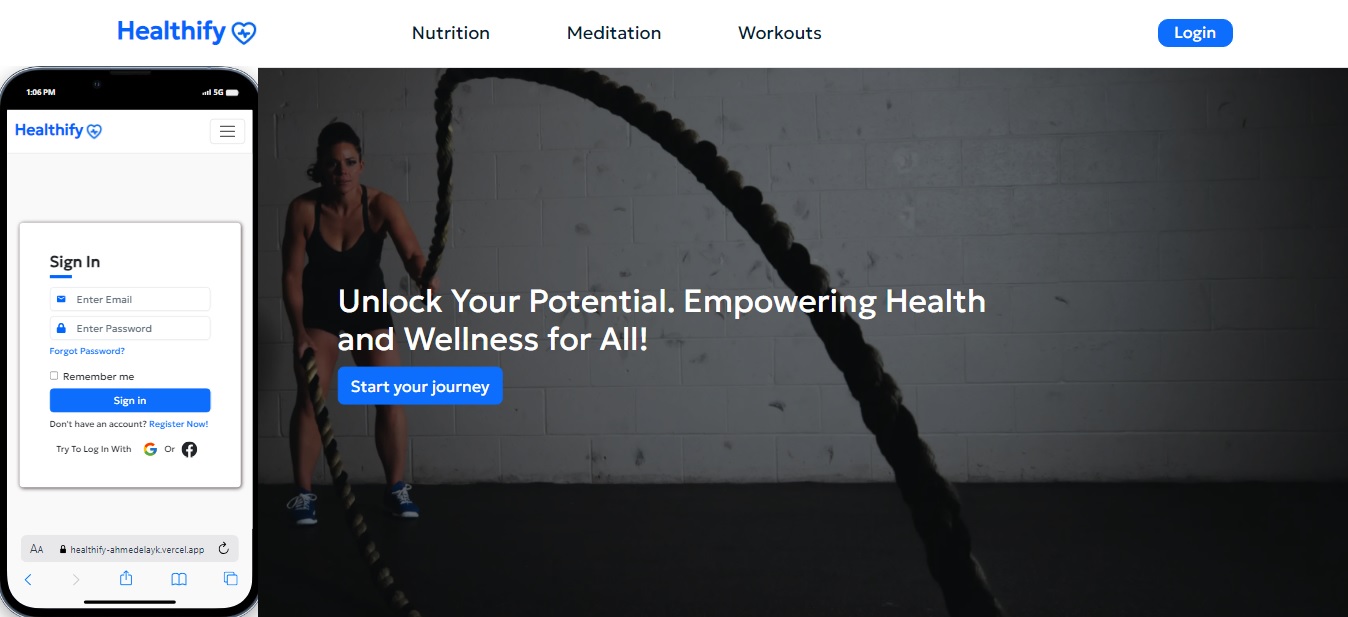 Healthify
Nutrition
Meditation
Workouts
Login
1:06 PM
5G
Healthify
Sign In
Enter Email
Enter Password
Forgot Password?
Remember me
Sign in
Don't have an account? Register Now!
Try To Log In With G Or f
AA healthify-ahmedelayk.vercel.app
Unlock Your Potential. Empowering Health
and Wellness for All!
Start your journey